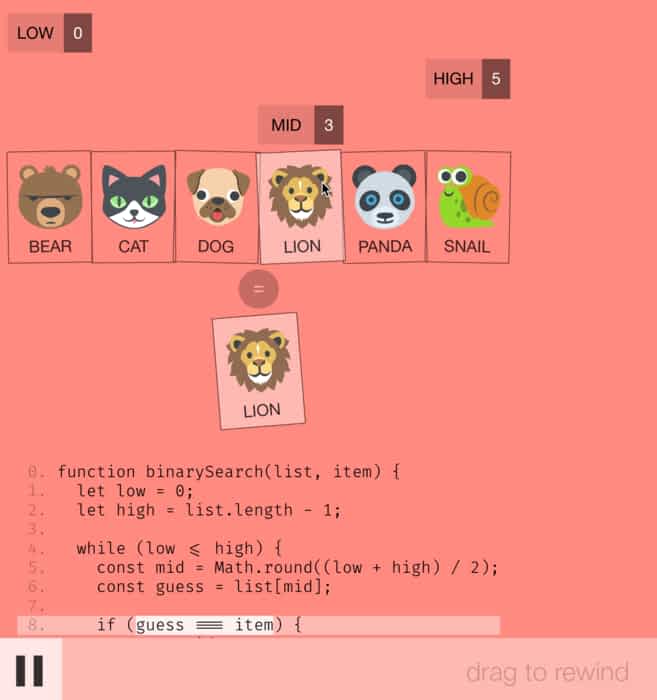 LOW 0
HIGH 5
MID 3
BEAR CAT DOG LION PANDA SNAIL
=
LION
0. function binarySearch(list, item) {
1. let low = 0;
2. let high = list.length - 1;
3.
4. while (low ⩽ high) {
5. const mid = Math.round((low + high) / 2);
6. const guess = list[mid];
7.
8. if (guess === item) {
drag to rewind